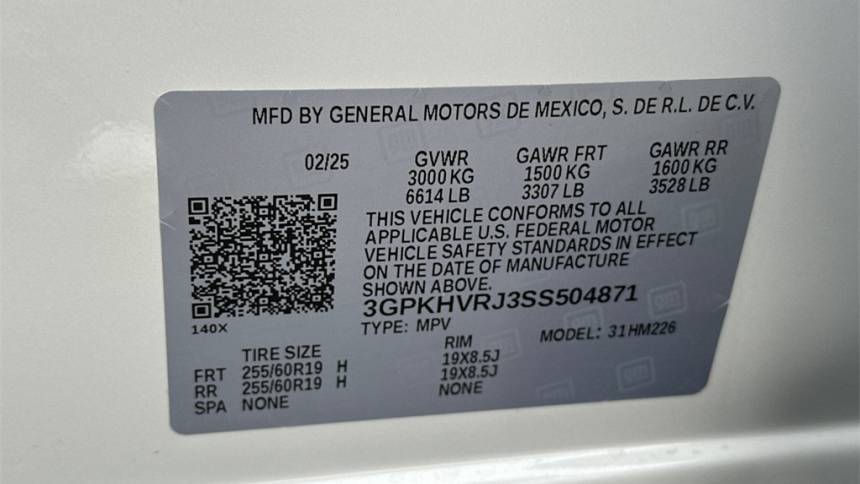 MFD BY GENERAL MOTORS DE MEXICO, S. DE R.L. DE C.V.
02/25 GVWR GAWR FRT GAWR RR
3000 KG 1500 KG 1600 KG
6614 LB 3307 LB 3528 LB
THIS VEHICLE CONFORMS TO ALL
APPLICABLE U.S. FEDERAL MOTOR
VEHICLE SAFETY STANDARDS IN EFFECT
ON THE DATE OF MANUFACTURE
SHOWN ABOVE.
3GPKHVRJ3SS504871
140X TYPE: MPV MODEL: 31HM226
TIRE SIZE RIM
FRT 255/60R19 H 19X8.5J
RR 255/60R19 H 19X8.5J
SPA NONE NONE